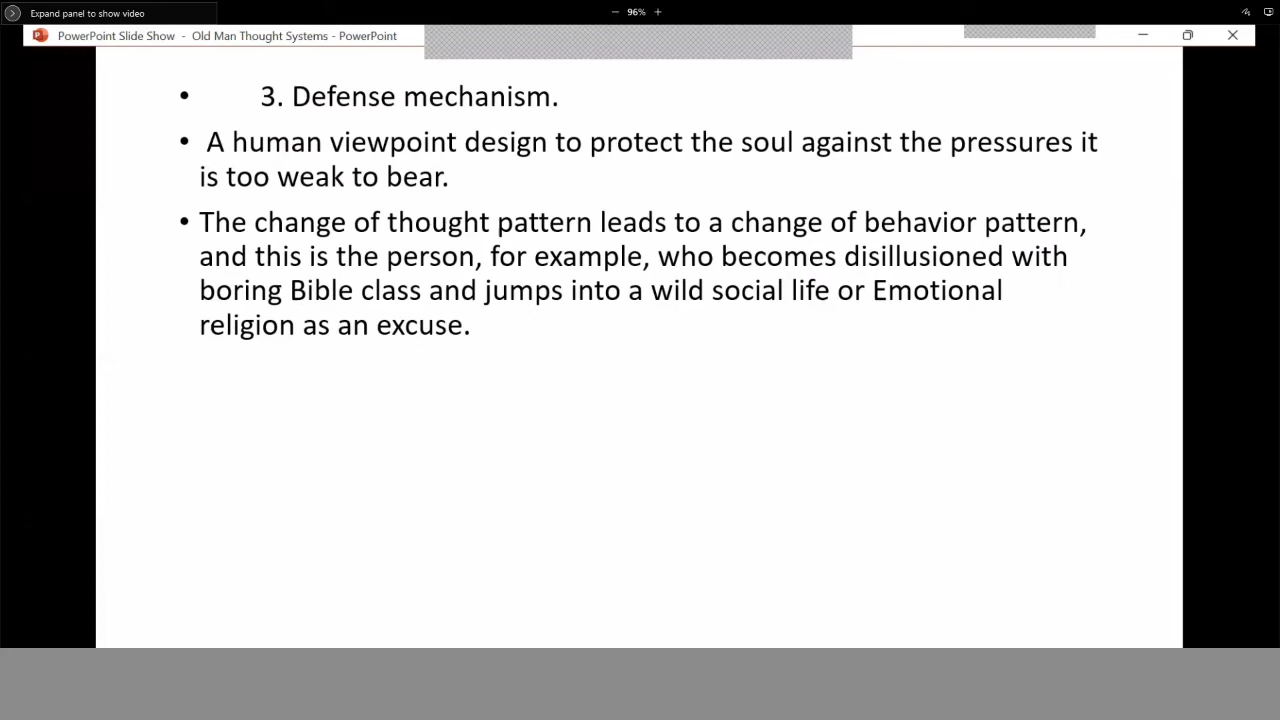 Expand panel to show video
− 96% +
PowerPoint Slide Show - Old Man Thought Systems - PowerPoint
• 3. Defense mechanism.
• A human viewpoint design to protect the soul against the pressures it
is too weak to bear.
• The change of thought pattern leads to a change of behavior pattern,
and this is the person, for example, who becomes disillusioned with
boring Bible class and jumps into a wild social life or Emotional
religion as an excuse.